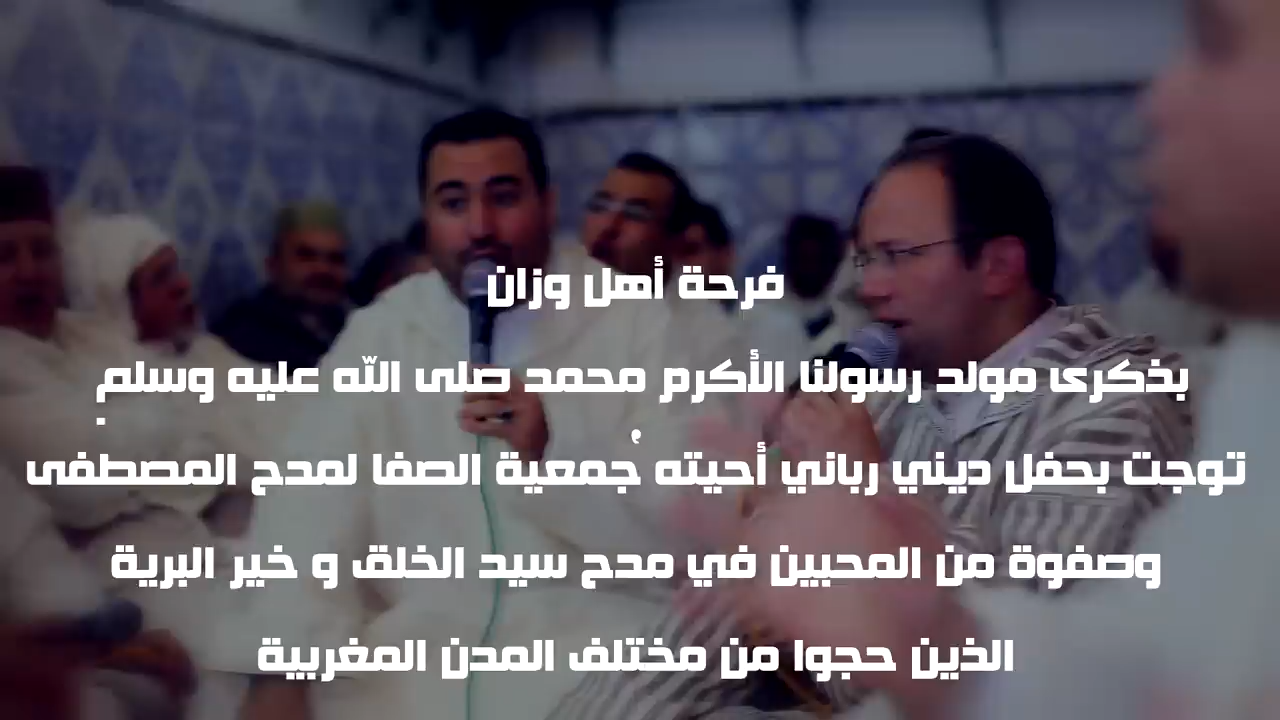 فرحة أهل وزان
بذكرى مولد رسولنا الأكرم محمد صلى الله عليه وسلم
توجت بحفل ديني رباني أحيته جمعية الصفا لمدح المصطفى
وصفوة من المحبين في مدح سيد الخلق و خير البرية
الذين حجوا من مختلف المدن المغربية